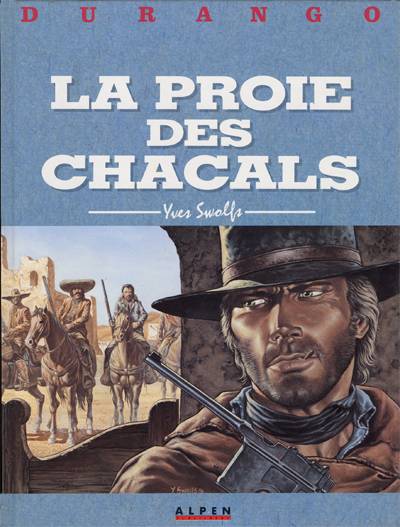 DURANGO
LA PROIE
DES
CHACALS
Yves Swolfs
ALPEN